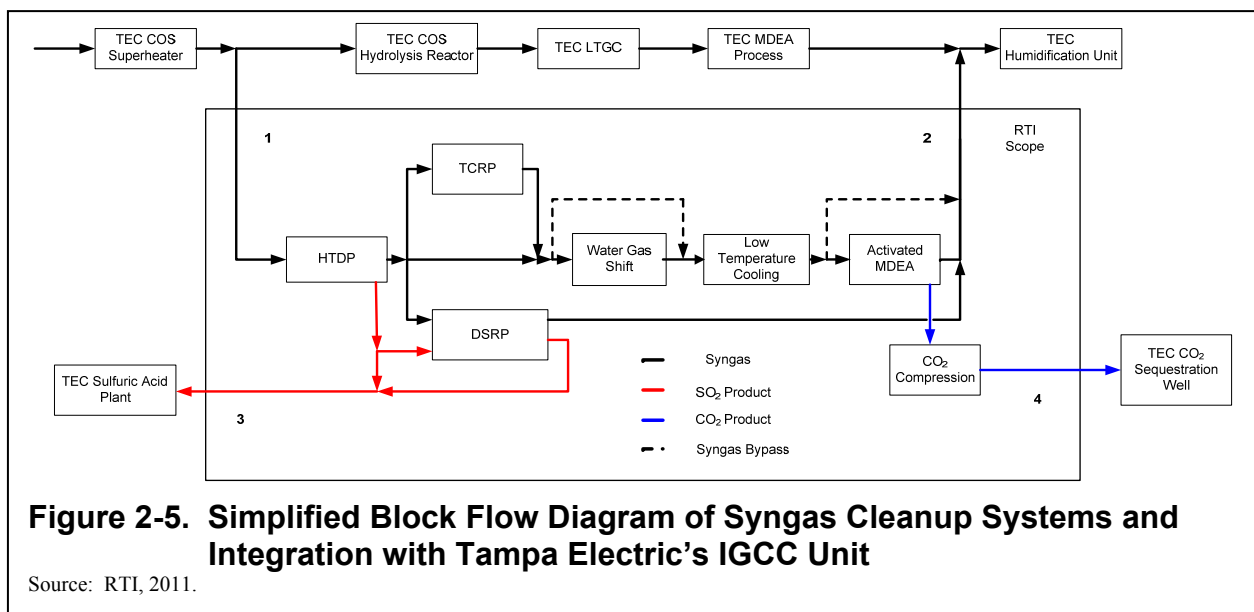 TEC COS
Superheater
TEC COS
Hydrolysis Reactor
TEC LTGC
TEC MDEA
Process
TEC
Humidification Unit
1
2
RTI
Scope
TCRP
HTDP
Water Gas
Shift
Low
Temperature
Cooling
Activated
MDEA
DSRP
CO₂
Compression
TEC CO₂
Sequestration
Well
TEC Sulfuric Acid
Plant
Syngas
SO₂ Product
CO₂ Product
Syngas Bypass
3
4
Figure 2-5. Simplified Block Flow Diagram of Syngas Cleanup Systems and
Integration with Tampa Electric's IGCC Unit
Source: RTI, 2011.